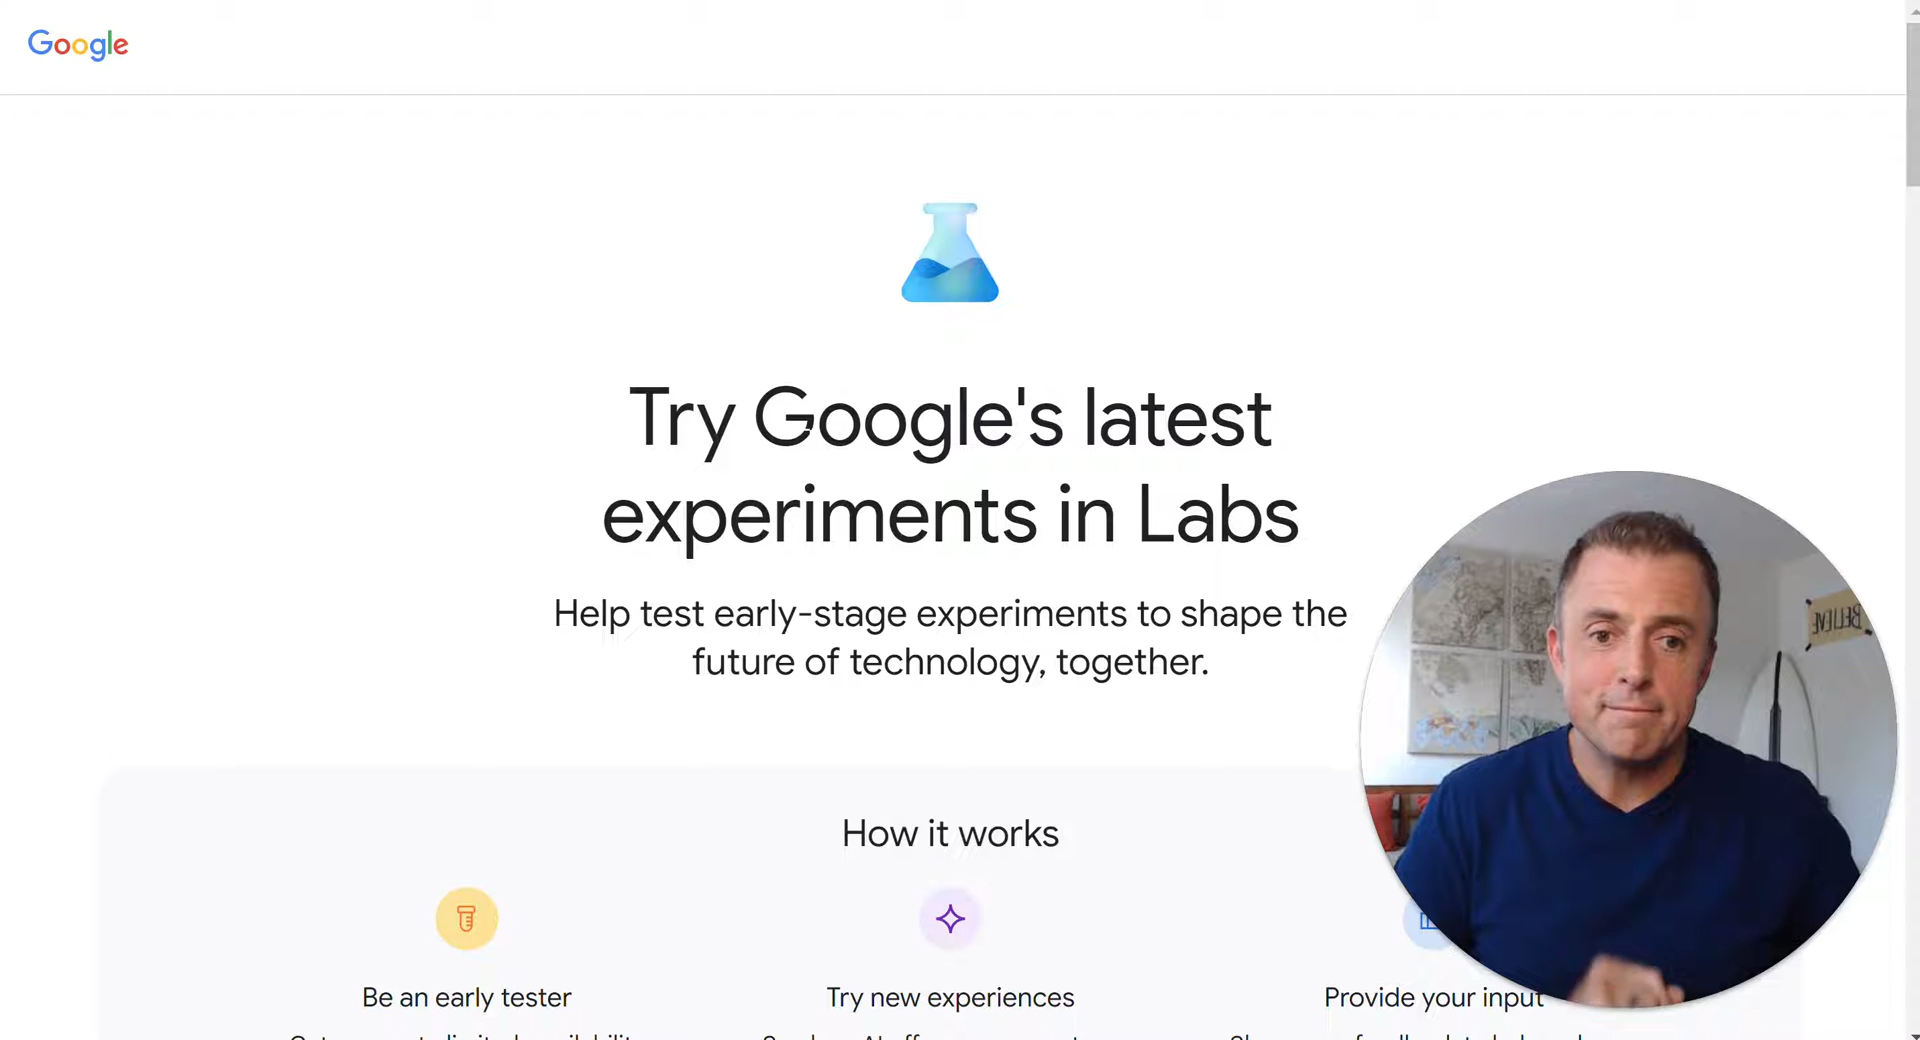 Google
Try Google's latest
experiments in Labs
Help test early-stage experiments to shape the
future of technology, together.
How it works
Be an early tester
Try new experiences
Provide your input
BELIEVE